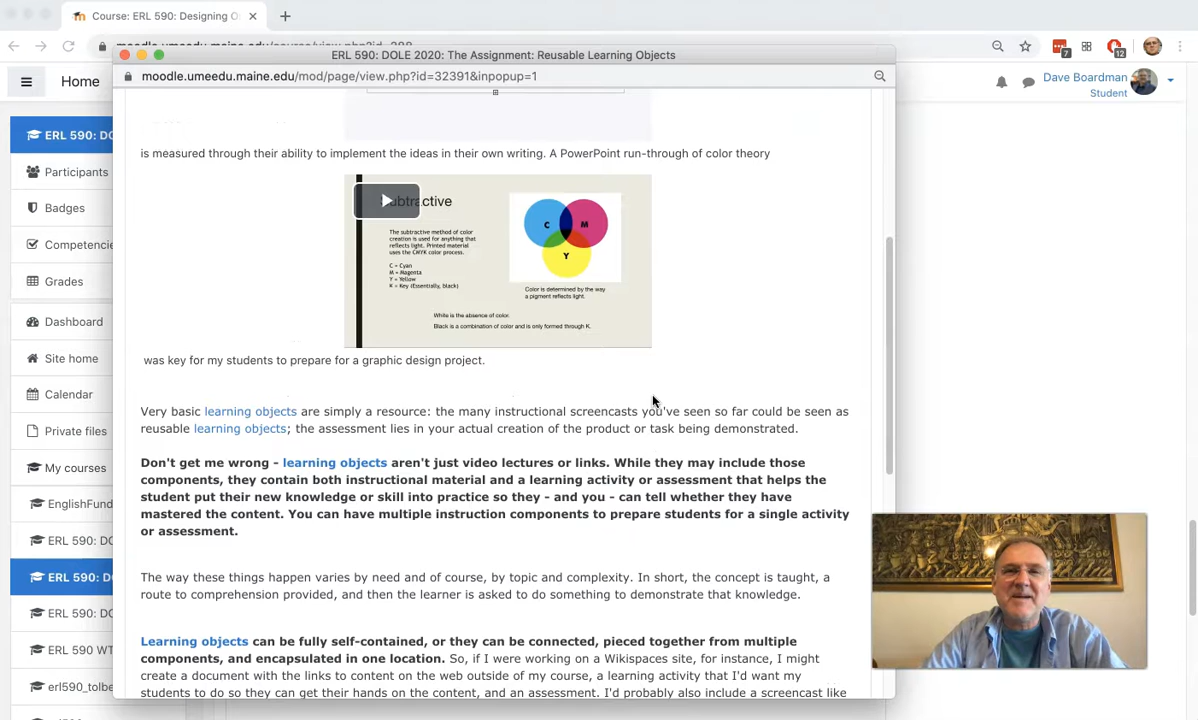 Course: ERL 590: Designing O
moodle.umeedu.maine.edu/course/view.php?id=388
7
12
ERL 590: DOLE 2020: The Assignment: Reusable Learning Objects
moodle.umeedu.maine.edu/mod/page/view.php?id=32391&inpopup=1
Home
Dave Boardman
Student
ERL 590: DO
Participants
Badges
Competencie
Grades
Dashboard
Site home
Calendar
Private files
My courses
EnglishFund
ERL 590: DO
ERL 590: DO
ERL 590: DO
ERL 590 WT
erl590_tolbe
is measured through their ability to implement the ideas in their own writing. A PowerPoint run-through of color theory
Subtractive
The subtractive method of color
creation is used for anything that
reflects light. Printed material
uses the CMYK color process.
C = Cyan
M = Magenta
Y = Yellow
K = Key (Essentially, black)
C
M
Y
Color is determined by the way
a pigment reflects light.
White is the absence of color.
Black is a combination of color and is only formed through K.
was key for my students to prepare for a graphic design project.
Very basic learning objects are simply a resource: the many instructional screencasts you've seen so far could be seen as
reusable learning objects; the assessment lies in your actual creation of the product or task being demonstrated.
Don't get me wrong - learning objects aren't just video lectures or links. While they may include those
components, they contain both instructional material and a learning activity or assessment that helps the
student put their new knowledge or skill into practice so they - and you - can tell whether they have
mastered the content. You can have multiple instruction components to prepare students for a single activity
or assessment.
The way these things happen varies by need and of course, by topic and complexity. In short, the concept is taught, a
route to comprehension provided, and then the learner is asked to do something to demonstrate that knowledge.
Learning objects can be fully self-contained, or they can be connected, pieced together from multiple
components, and encapsulated in one location. So, if I were working on a Wikispaces site, for instance, I might
create a document with the links to content on the web outside of my course, a learning activity that I'd want my
students to do so they can get their hands on the content, and an assessment. I'd probably also include a screencast like